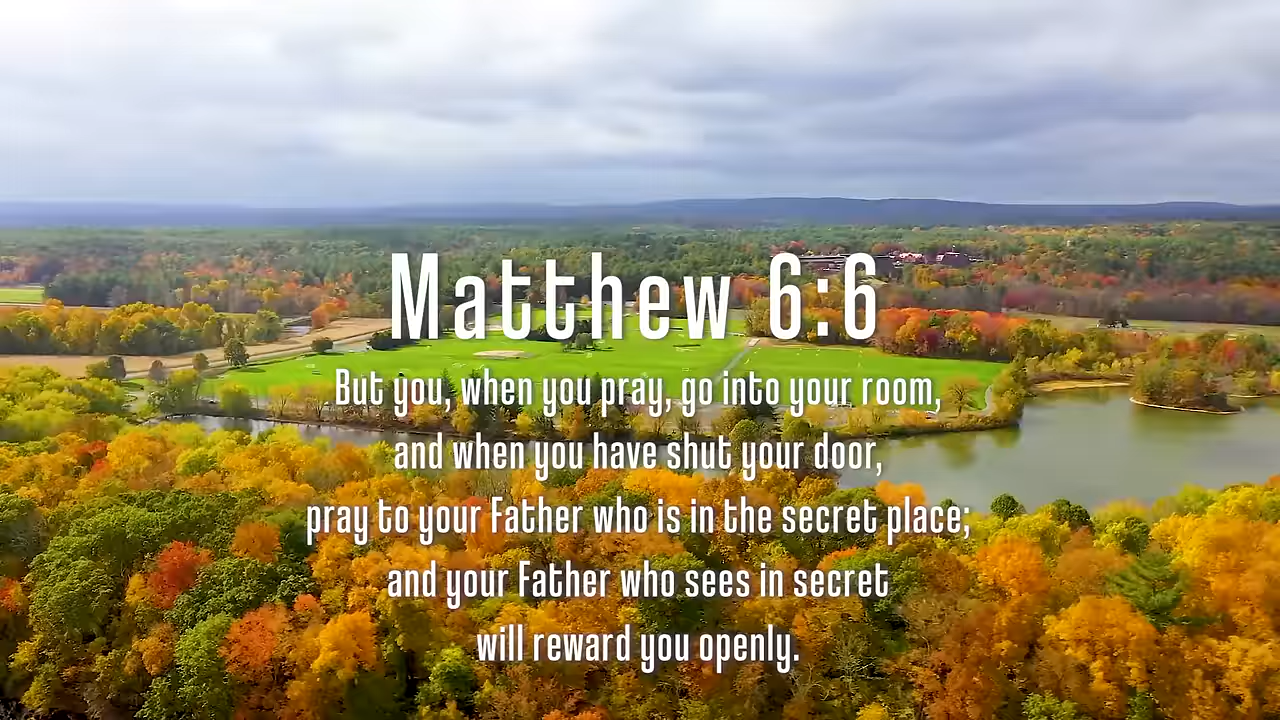 Matthew 6:6
But you, when you pray, go into your room,
and when you have shut your door,
pray to your Father who is in the secret place;
and your Father who sees in secret
will reward you openly.